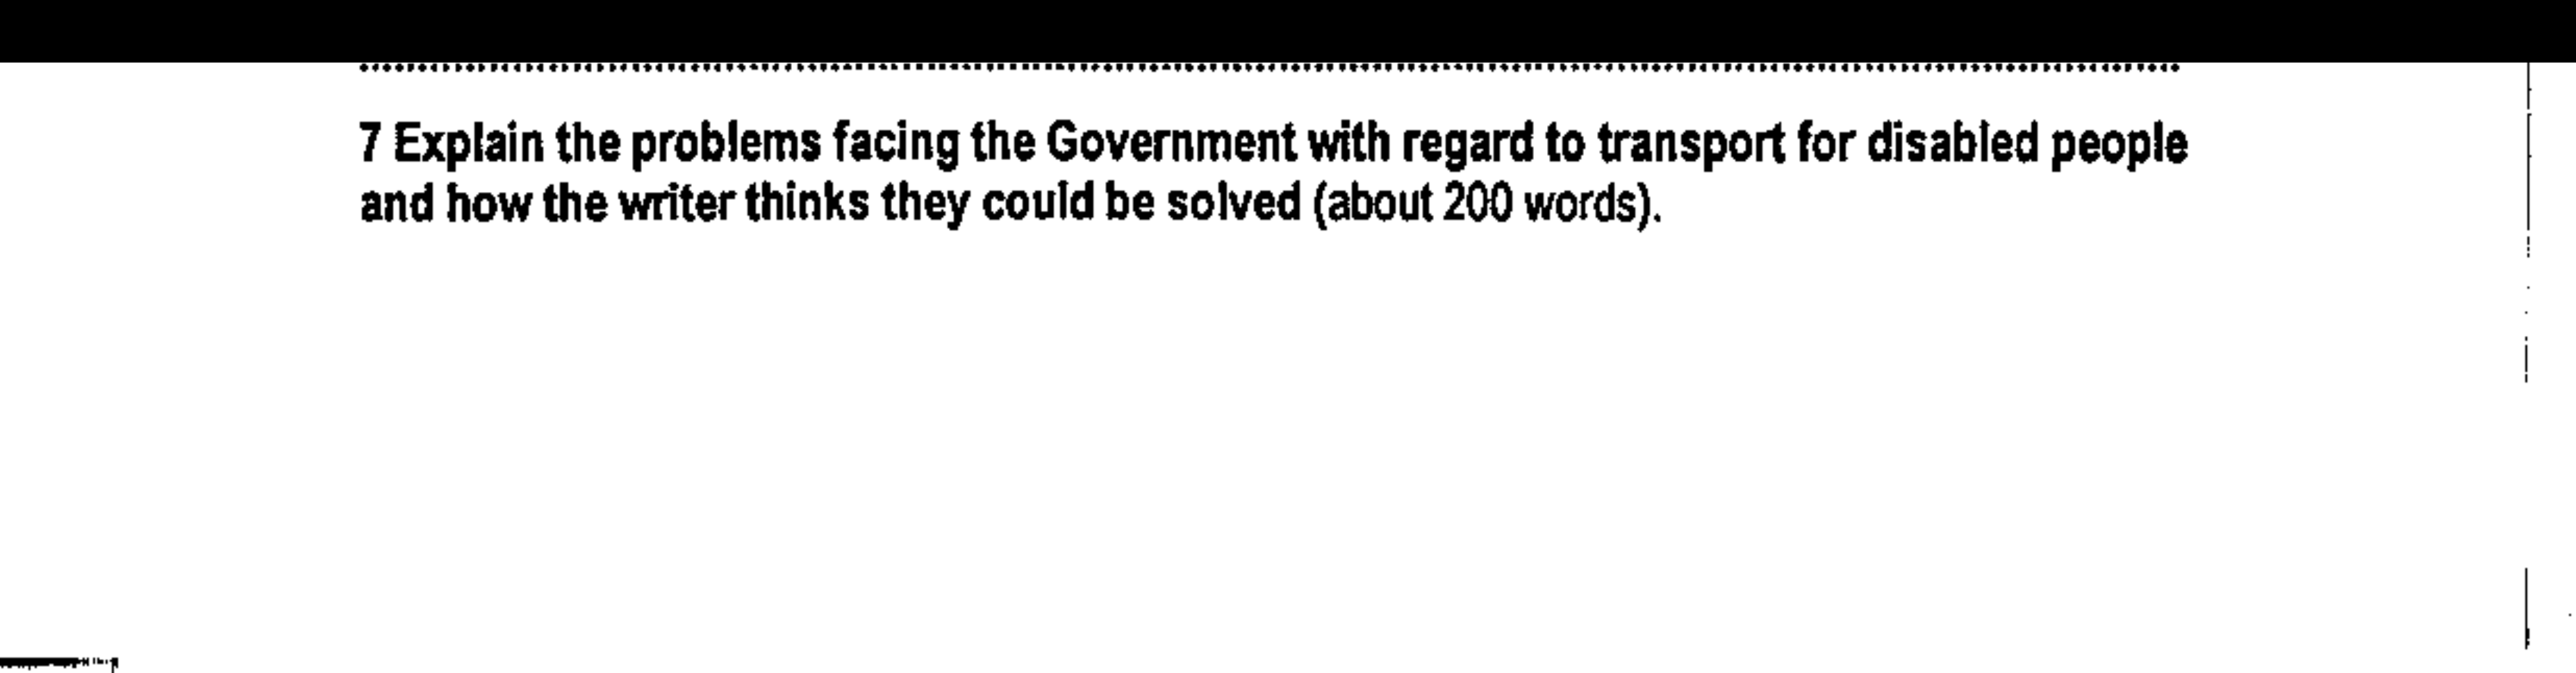 7 Explain the problems facing the Government with regard to transport for disabled people
and how the writer thinks they could be solved (about 200 words).